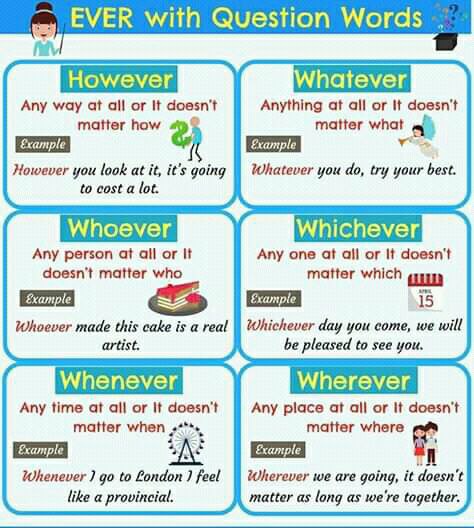 EVER with Question Words
However
Any way at all or It doesn't
matter how
Example
However you look at it, it's going
to cost a lot.
Whatever
Anything at all or It doesn't
matter what
Example
Whatever you do, try your best.
Whoever
Any person at all or It
doesn't matter who
Example
Whoever made this cake is a real
artist.
Whichever
Any one at all or It doesn't
matter which
APRIL
15
Example
Whichever day you come, we will
be pleased to see you.
Whenever
Any time at all or It doesn't
matter when
Example
Whenever I go to London I feel
like a provincial.
Wherever
Any place at all or It doesn't
matter where
Example
Wherever we are going, it doesn't
matter as long as we're together.